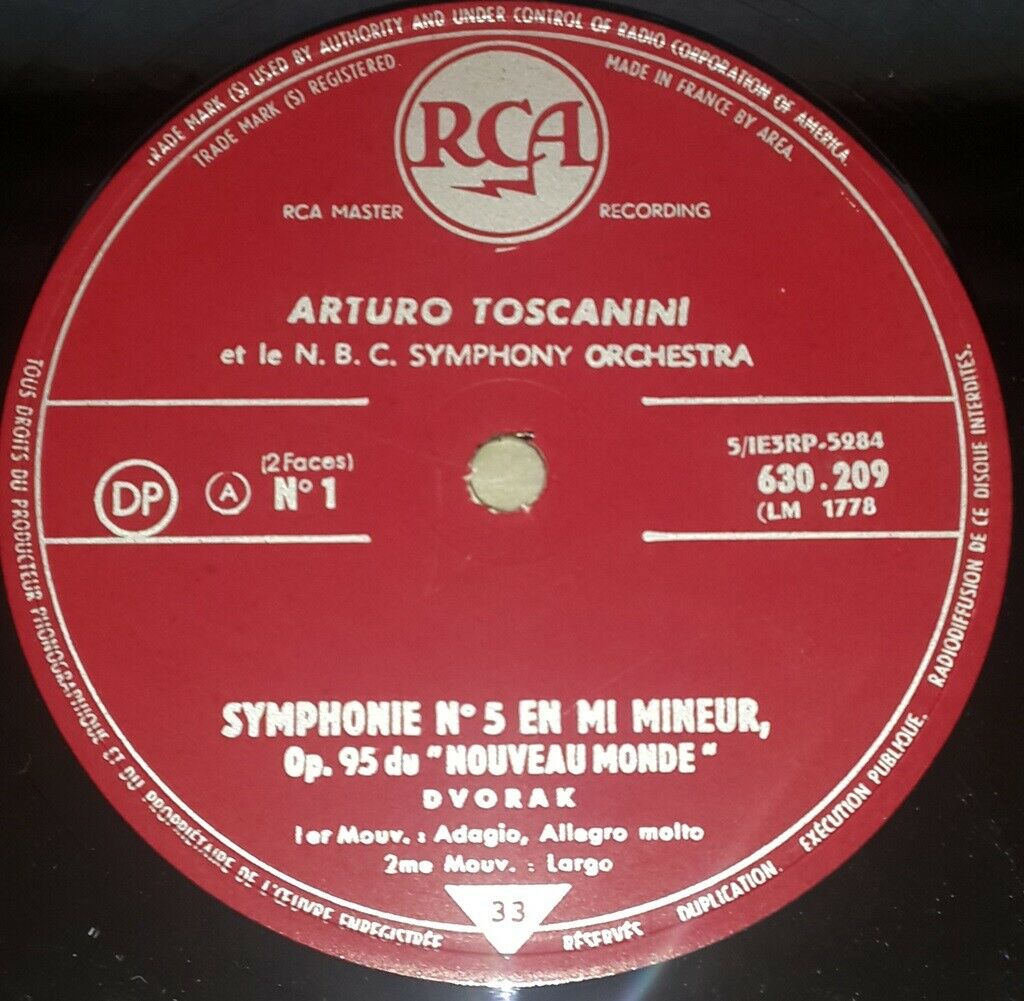 TRADE MARK (S) USED BY AUTHORITY AND UNDER CONTROL OF RADIO CORPORATION OF AMERICA.
TRADE MARK (S) REGISTERED.
MADE IN FRANCE BY AREA.
RCA
RCA MASTER RECORDING
ARTURO TOSCANINI
et le N. B. C. SYMPHONY ORCHESTRA
DP A (2 Faces)
N° 1
5/IE3RP-5284
630.209
(LM 1778
SYMPHONIE N° 5 EN MI MINEUR,
Op. 95 du "NOUVEAU MONDE"
DVORAK
1er Mouv. : Adagio, Allegro molto
2me Mouv. : Largo
33
TOUS DROITS DU PRODUCTEUR PHONOGRAPHIQUE ET DU PROPRIÉTAIRE DE L'ŒUVRE ENREGISTRÉE RÉSERVÉS DUPLICATION. EXÉCUTION PUBLIQUE. RADIODIFFUSION DE CE DISQUE INTERDITES.